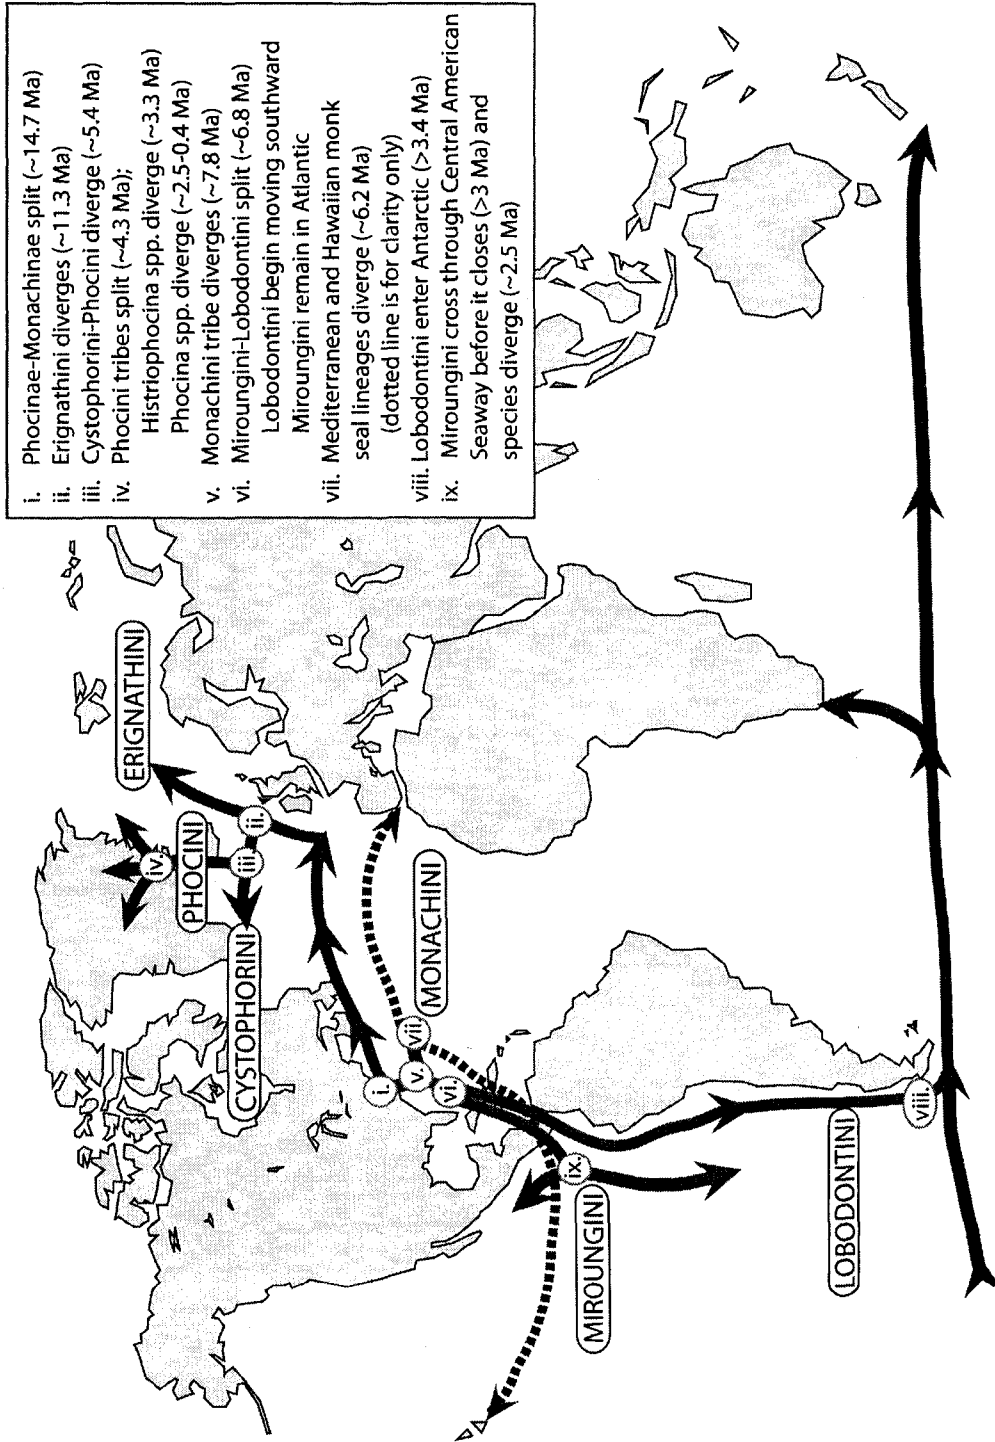 i. Phocinae-Monachinae split (~14.7 Ma)
ii. Erignathini diverges (~11.3 Ma)
iii. Cystophorini-Phocini diverge (~5.4 Ma)
iv. Phocini tribes split (~4.3 Ma);
Histriophocina spp. diverge (~3.3 Ma)
Phocina spp. diverge (~2.5-0.4 Ma)
v. Monachini tribe diverges (~7.8 Ma)
vi. Miroungini-Lobodontini split (~6.8 Ma)
Lobodontini begin moving southward
Miroungini remain in Atlantic
vii. Mediterranean and Hawaiian monk
seal lineages diverge (~6.2 Ma)
(dotted line is for clarity only)
viii. Lobodontini enter Antarctic (>3.4 Ma)
ix. Miroungini cross through Central American
Seaway before it closes (>3 Ma) and
species diverge (~2.5 Ma)
ERIGNATHINI
iv.
PHOCINI
iii.
ii.
CYSTOPHORINI
i.
v.
vii.
vi.
MONACHINI
ix.
MIROUNGINI
LOBODONTINI
viii.